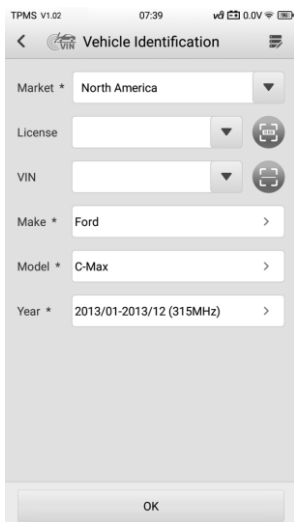 TPMS V1.02 07:39 0.0V
VIN Vehicle Identification
Market * North America
License
VIN
Make * Ford
Model * C-Max
Year * 2013/01-2013/12 (315MHz)
OK